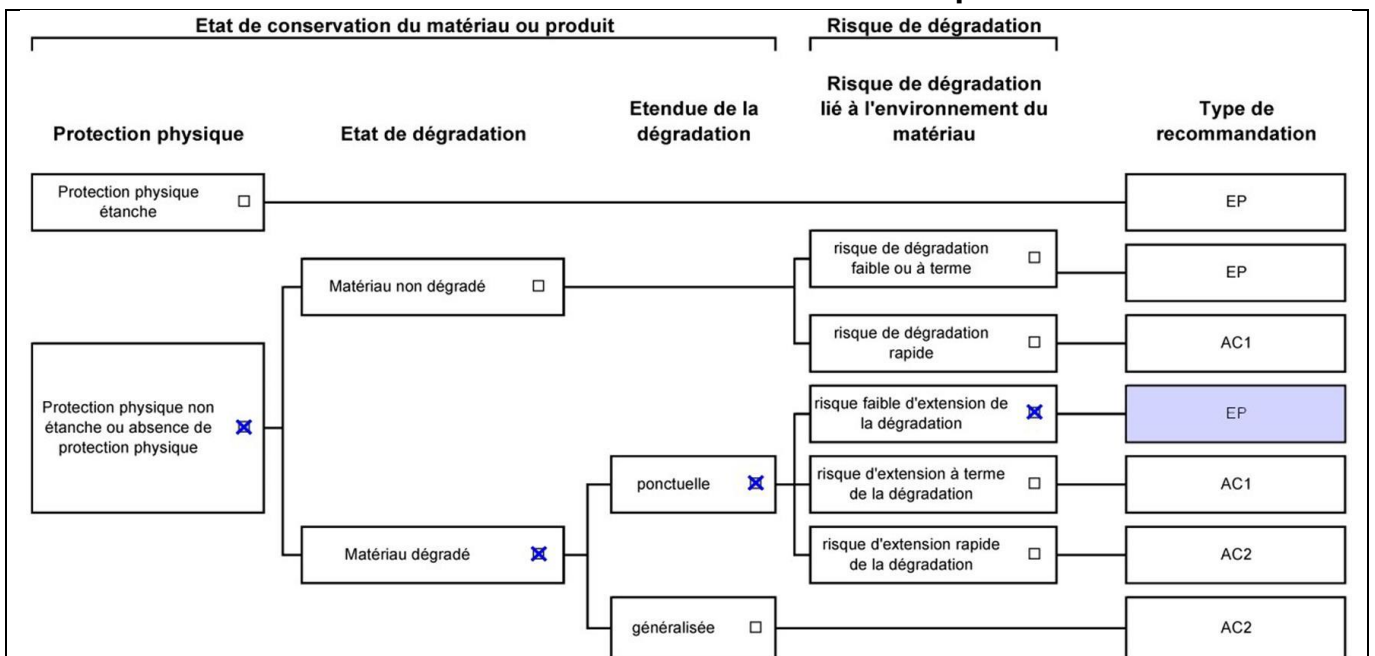 Etat de conservation du matériau ou produit
Risque de dégradation
Protection physique
Etat de dégradation
Etendue de la
dégradation
Risque de dégradation
lié à l'environnement du
matériau
Type de
recommandation
Protection physique
étanche
EP
Matériau non dégradé
risque de dégradation
faible ou à terme
EP
risque de dégradation
rapide
AC1
Protection physique non
étanche ou absence de
protection physique
Matériau dégradé
ponctuelle
risque faible d'extension de
la dégradation
EP
risque d'extension à terme
de la dégradation
AC1
risque d'extension rapide
de la dégradation
AC2
généralisée
AC2